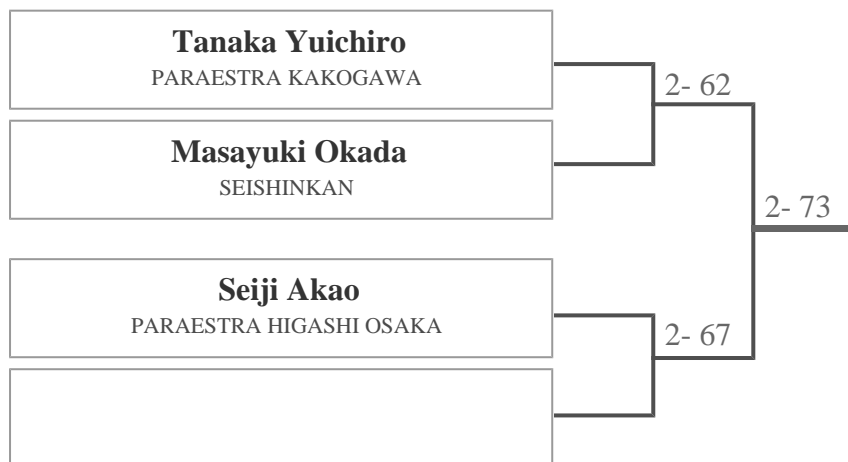 Tanaka Yuichiro
PARAESTRA KAKOGAWA
2- 62
Masayuki Okada
SEISHINKAN
2- 73
Seiji Akao
PARAESTRA HIGASHI OSAKA
2- 67